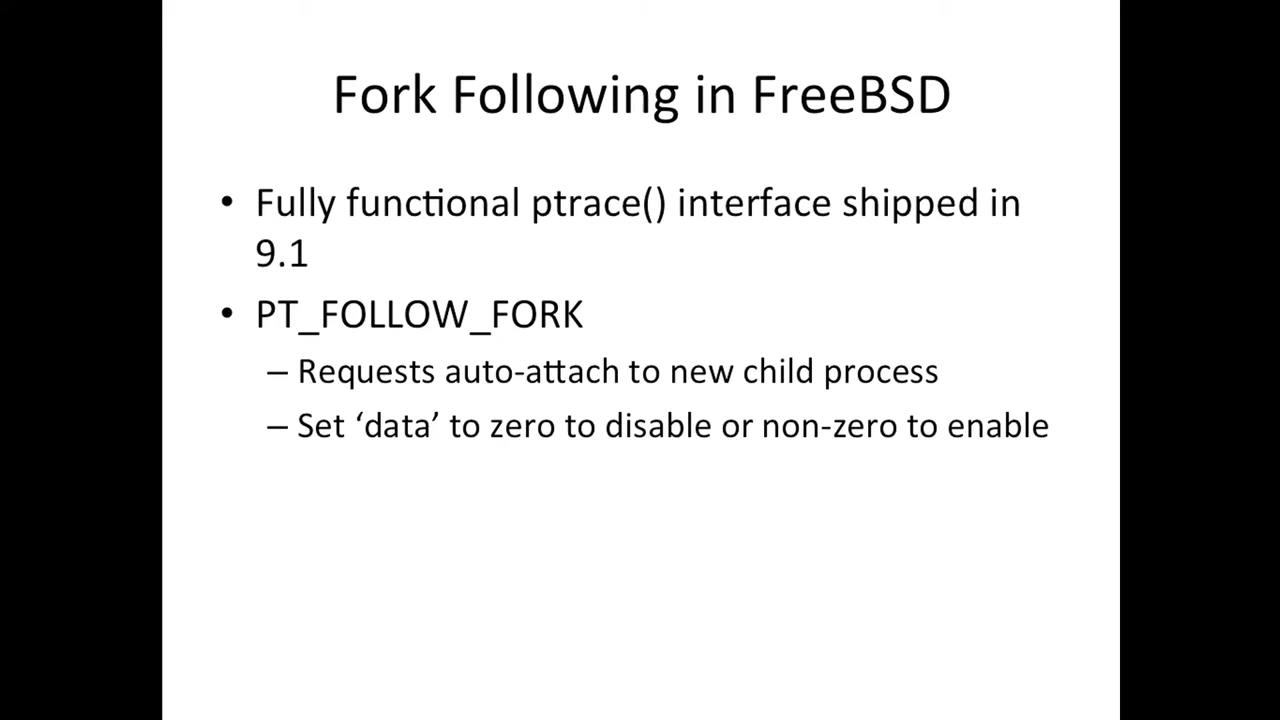 Fork Following in FreeBSD
• Fully functional ptrace() interface shipped in
9.1
• PT_FOLLOW_FORK
– Requests auto-attach to new child process
– Set ‘data’ to zero to disable or non-zero to enable